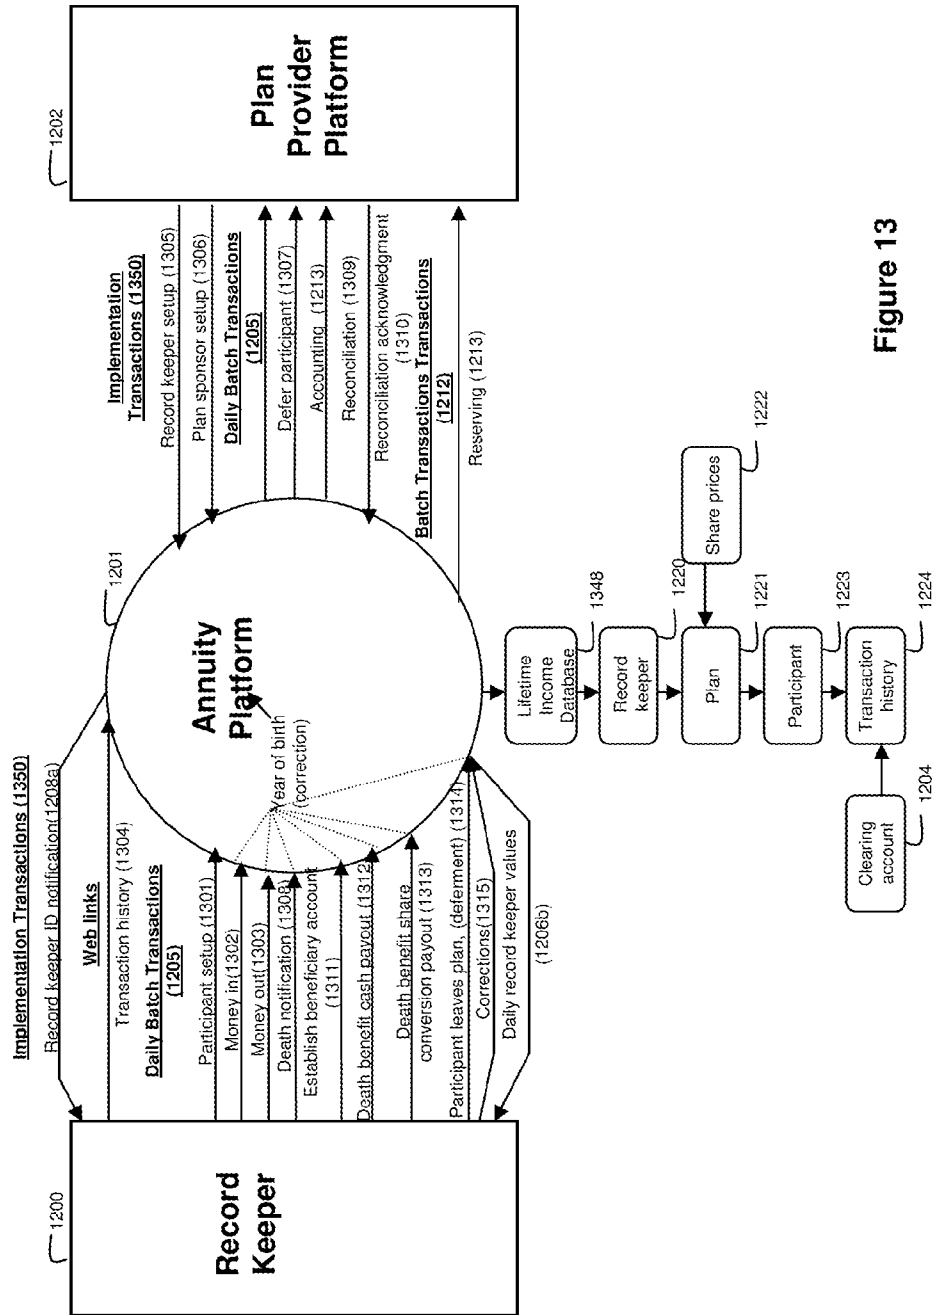 1200
Record
Keeper
Implementation Transactions (1350)
Record keeper ID notification(1208a)
Web links
Transaction history (1304)
Daily Batch Transactions
(1205)
Participant setup (1301)
Money in(1302)
Money out(1303)
Death notification (1308)
Establish beneficiary account
(1311)
Death benefit cash payout (1312)
Death benefit share
conversion payout (1313)
Participant leaves plan, (deferment) (1314)
Corrections(1315)
Daily record keeper values
(1206b)
1201
Annuity
Platform
Year of birth
(correction)
Implementation
Transactions (1350)
Record keeper setup (1305)
Plan sponsor setup (1306)
Daily Batch Transactions
(1205)
Defer participant (1307)
Accounting (1213)
Reconciliation (1309)
Reconciliation acknowledgment
(1310)
Batch Transactions Transactions
(1212)
Reserving (1213)
1202
Plan
Provider
Platform
Lifetime
Income
Database
1348
Record
keeper
1220
Share prices
1222
Plan
1221
Participant
1223
Transaction
history
1224
Clearing
account
1204
Figure 13